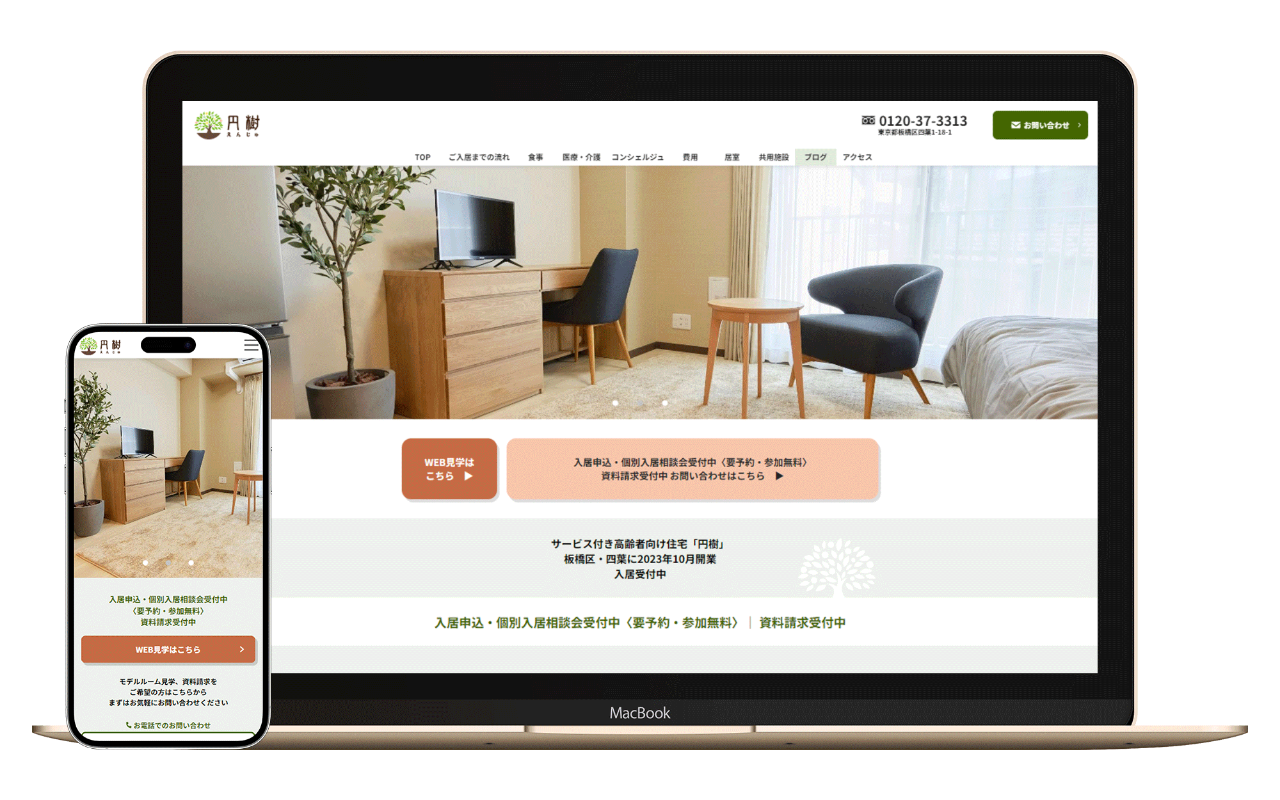 円樹
えんじゅ
0120-37-3313
東京都板橋区四葉1-18-1
お問い合わせ
TOP ご入居までの流れ 食事 医療・介護 コンシェルジュ 費用 居室 共用施設 ブログ アクセス
WEB見学は
こちら ▶
入居申込・個別入居相談会受付中〈要予約・参加無料〉
資料請求受付中 お問い合わせはこちら ▶
サービス付き高齢者向け住宅「円樹」
板橋区・四葉に2023年10月開業
入居受付中
入居申込・個別入居相談会受付中〈要予約・参加無料〉｜ 資料請求受付中
MacBook
円樹
えんじゅ
入居申込・個別入居相談会受付中
〈要予約・参加無料〉
資料請求受付中
WEB見学はこちら
モデルルーム見学、資料請求を
ご希望の方はこちらから
まずはお気軽にお問い合わせください
お電話でのお問い合わせ